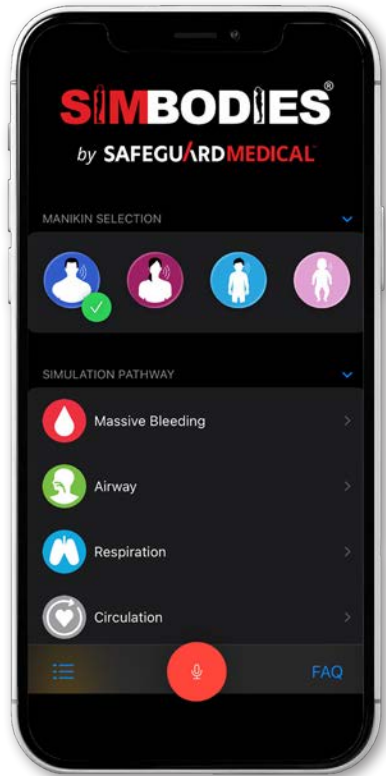 SIMBODIES®
by SAFEGUARDMEDICAL
MANIKIN SELECTION
SIMULATION PATHWAY
Massive Bleeding
Airway
Respiration
Circulation
FAQ